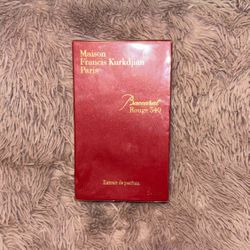 Maison
Francis Kurkdjian
Paris
Baccarat
Rouge 540
Extrait de parfum